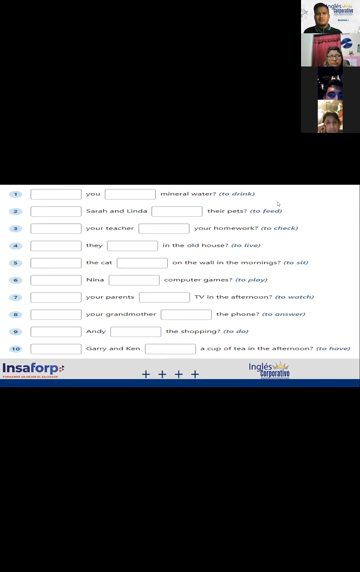 Inglés
Corporativo
1 you mineral water? (to drink)
2 Sarah and Linda their pets? (to feed)
3 your teacher your homework? (to check)
4 they in the old house? (to live)
5 the cat on the wall in the mornings? (to sit)
6 Nina computer games? (to play)
7 your parents TV in the afternoon? (to watch)
8 your grandmother the phone? (to answer)
9 Andy the shopping? (to do)
10 Garry and Ken a cup of tea in the afternoon? (to have)
Insaforp
+ + + +
Inglés
Corporativo